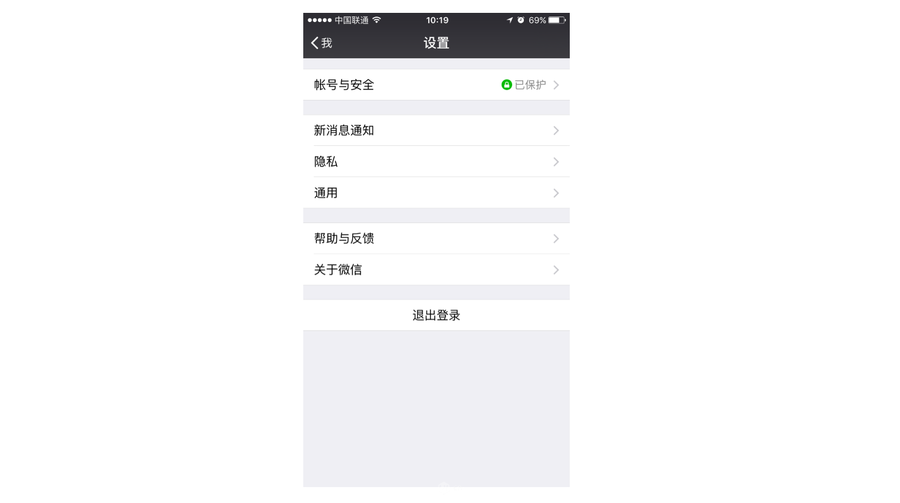 中国联通 10:19 69%
我 设置
帐号与安全 已保护
新消息通知
隐私
通用
帮助与反馈
关于微信
退出登录